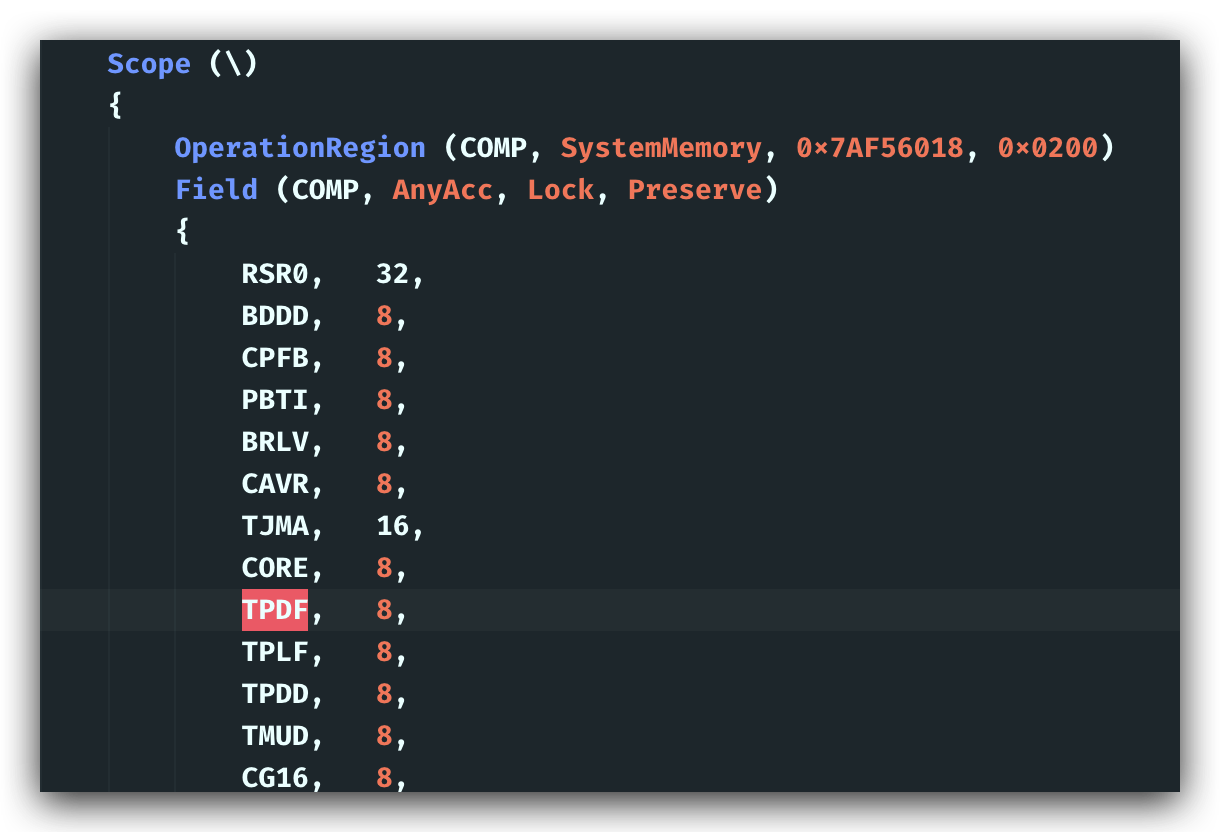 Scope (\)
{
OperationRegion (COMP, SystemMemory, 0x7AF56018, 0x0200)
Field (COMP, AnyAcc, Lock, Preserve)
{
RSR0, 32,
BDDD, 8,
CPFB, 8,
PBTI, 8,
BRLV, 8,
CAVR, 8,
TJMA, 16,
CORE, 8,
TPDF, 8,
TPLF, 8,
TPDD, 8,
TMUD, 8,
CG16, 8,